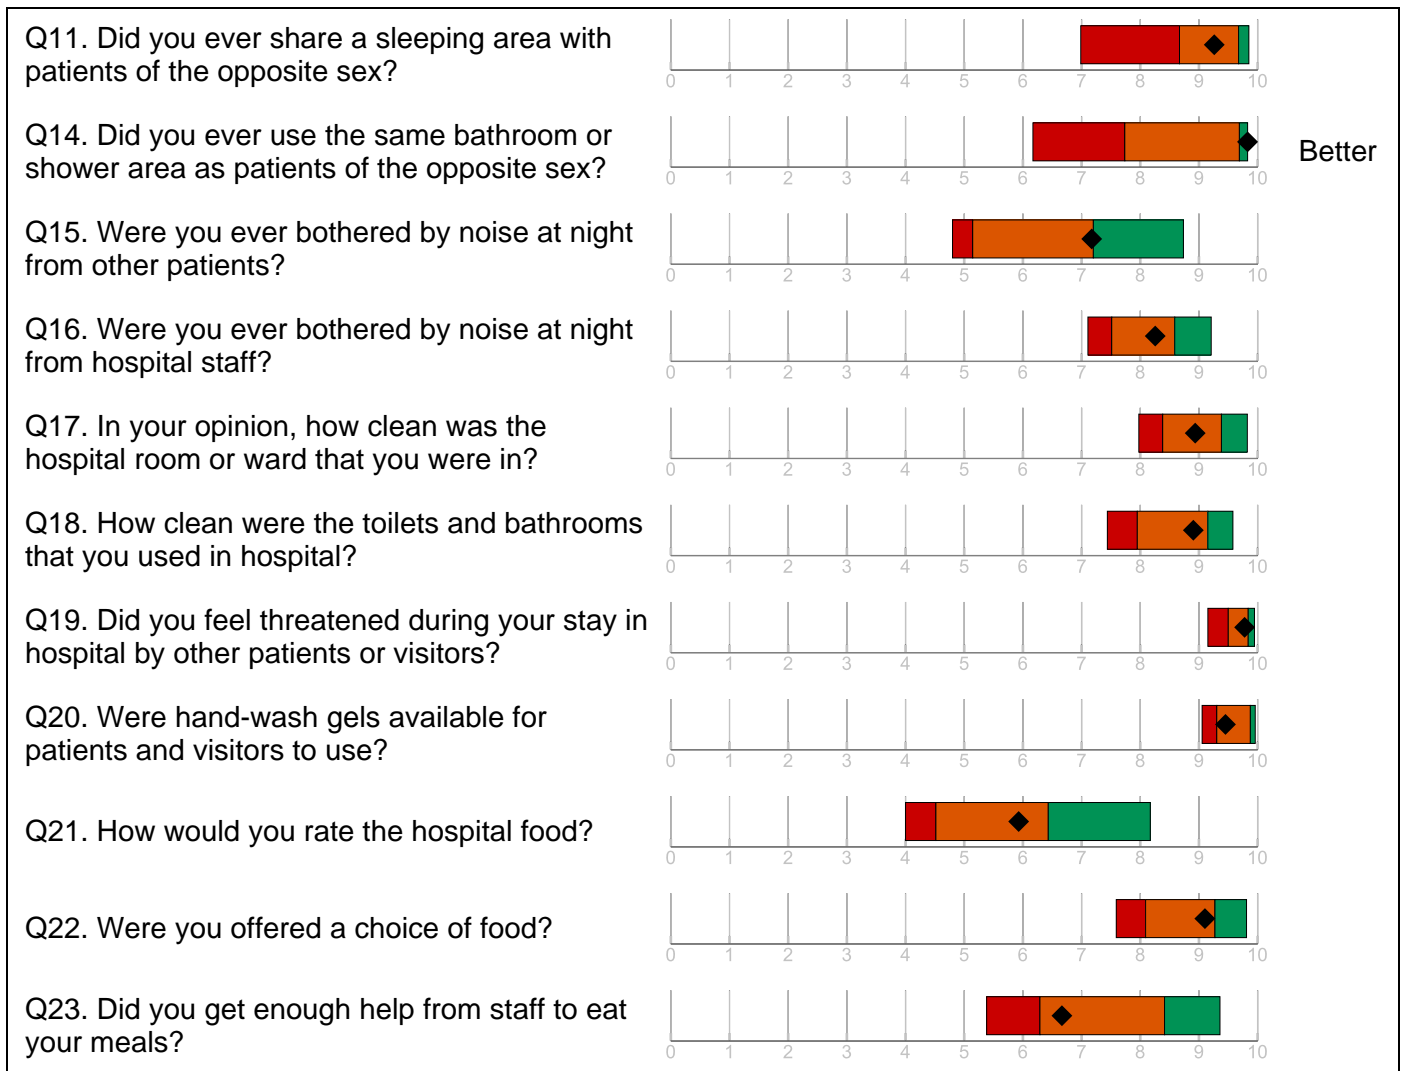 Q11. Did you ever share a sleeping area with
patients of the opposite sex?
0 1 2 3 4 5 6 7 8 9 10
Q14. Did you ever use the same bathroom or
shower area as patients of the opposite sex?
Better
0 1 2 3 4 5 6 7 8 9 10
Q15. Were you ever bothered by noise at night
from other patients?
0 1 2 3 4 5 6 7 8 9 10
Q16. Were you ever bothered by noise at night
from hospital staff?
0 1 2 3 4 5 6 7 8 9 10
Q17. In your opinion, how clean was the
hospital room or ward that you were in?
0 1 2 3 4 5 6 7 8 9 10
Q18. How clean were the toilets and bathrooms
that you used in hospital?
0 1 2 3 4 5 6 7 8 9 10
Q19. Did you feel threatened during your stay in
hospital by other patients or visitors?
0 1 2 3 4 5 6 7 8 9 10
Q20. Were hand-wash gels available for
patients and visitors to use?
0 1 2 3 4 5 6 7 8 9 10
Q21. How would you rate the hospital food?
0 1 2 3 4 5 6 7 8 9 10
Q22. Were you offered a choice of food?
0 1 2 3 4 5 6 7 8 9 10
Q23. Did you get enough help from staff to eat
your meals?
0 1 2 3 4 5 6 7 8 9 10